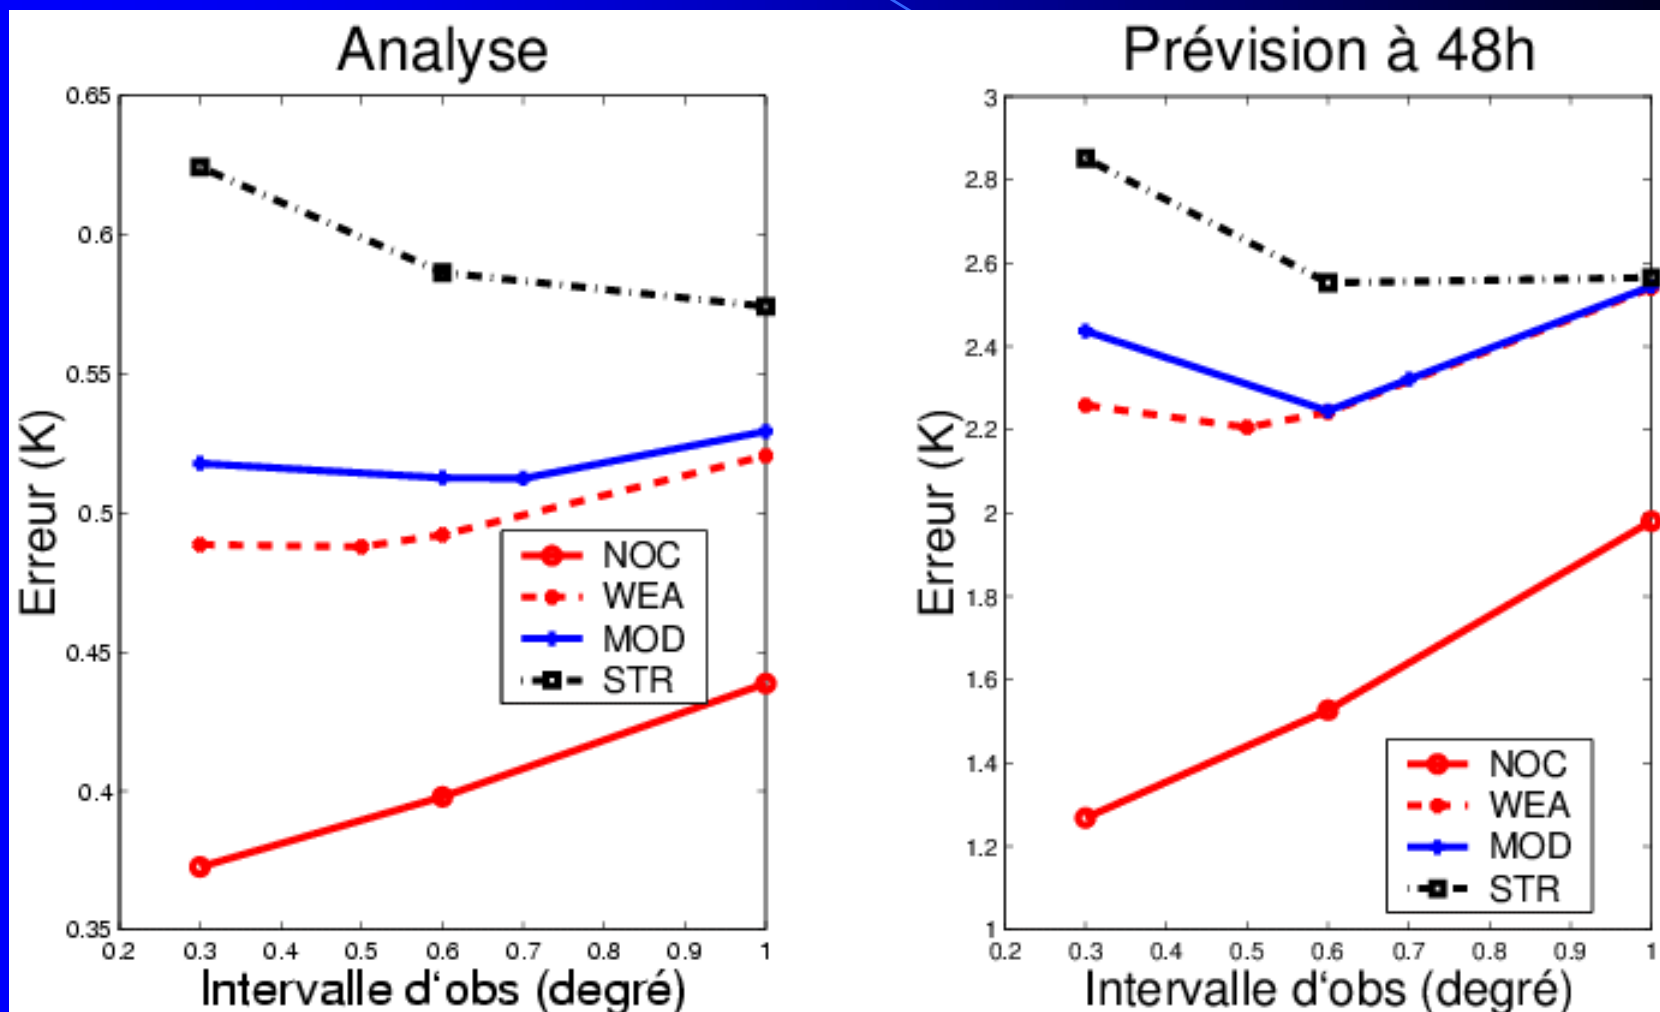 Analyse
0.65
0.6
0.55
0.5
0.45
0.4
0.35
Erreur (K)
0.2 0.3 0.4 0.5 0.6 0.7 0.8 0.9 1
Intervalle d‘obs (degré)
NOC
WEA
MOD
STR
Prévision à 48h
3
2.8
2.6
2.4
2.2
2
1.8
1.6
1.4
1.2
1
Erreur (K)
0.2 0.3 0.4 0.5 0.6 0.7 0.8 0.9 1
Intervalle d‘obs (degré)
NOC
WEA
MOD
STR